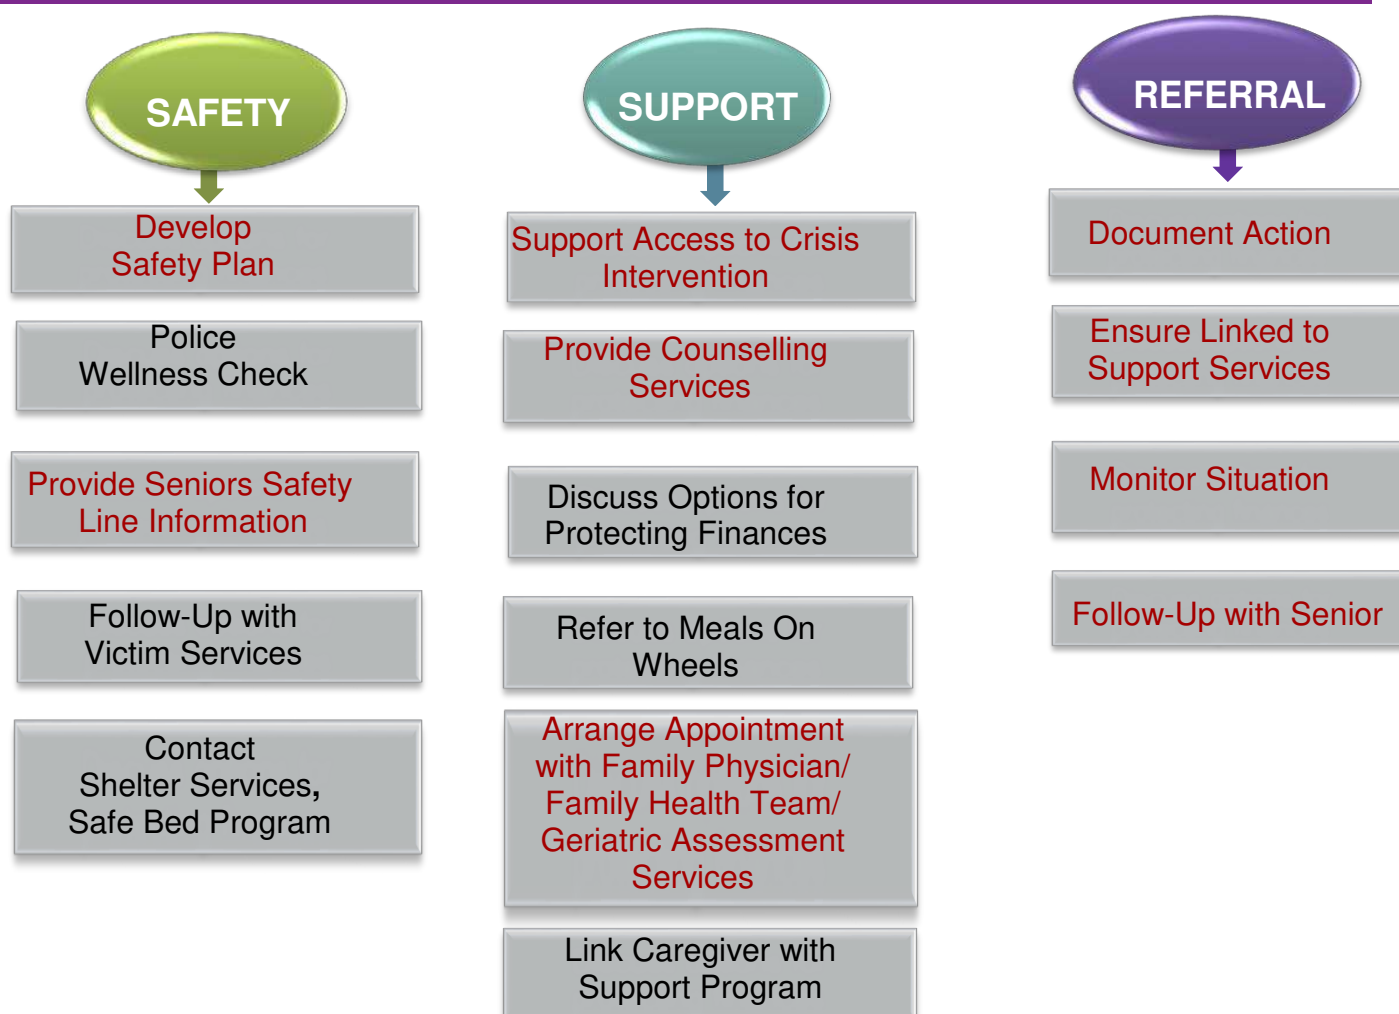 SAFETY
Develop
Safety Plan
Police
Wellness Check
Provide Seniors Safety
Line Information
Follow-Up with
Victim Services
Contact
Shelter Services,
Safe Bed Program
SUPPORT
Support Access to Crisis
Intervention
Provide Counselling
Services
Discuss Options for
Protecting Finances
Refer to Meals On
Wheels
Arrange Appointment
with Family Physician/
Family Health Team/
Geriatric Assessment
Services
Link Caregiver with
Support Program
REFERRAL
Document Action
Ensure Linked to
Support Services
Monitor Situation
Follow-Up with Senior